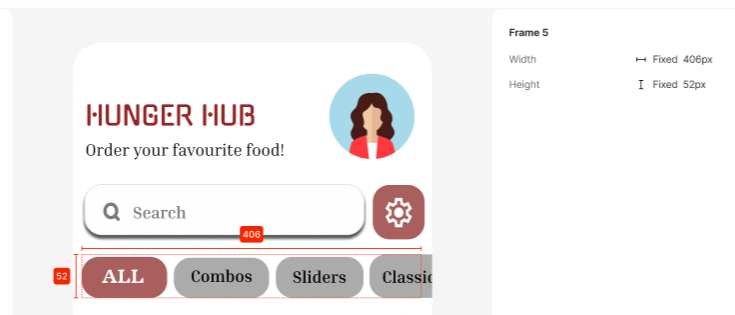 Frame 5
Width Fixed 406px
Height Fixed 52px
HUNGER HUB
Order your favourite food!
Search
406
52
ALL Combos Sliders Classic